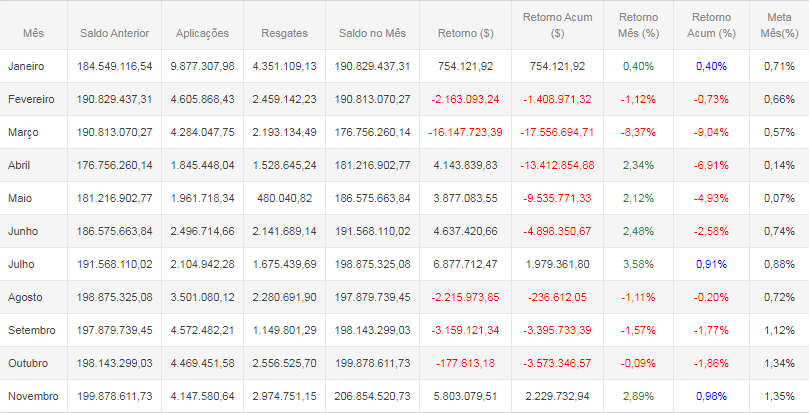 Mês Saldo Anterior Aplicações Resgates Saldo no Mês Retorno ($) Retorno Acum ($) Retorno Mês (%) Retorno Acum (%) Meta Mês(%)
Janeiro 184.549.116,54 9.877.307,98 4.351.109,13 190.829.437,31 754.121,92 754.121,92 0,40% 0,40% 0,71%
Fevereiro 190.829.437,31 4.605.868,43 2.459.142,23 190.813.070,27 -2.163.093,24 -1.408.971,32 -1,12% -0,73% 0,66%
Março 190.813.070,27 4.284.047,75 2.193.134,49 176.756.260,14 -16.147.723,39 -17.556.694,71 -8,37% -9,04% 0,57%
Abril 176.756.260,14 1.845.448,04 1.528.645,24 181.216.902,77 4.143.839,83 -13.412.854,88 2,34% -6,91% 0,14%
Maio 181.216.902,77 1.961.718,34 480.040,82 186.575.663,84 3.877.083,55 -9.535.771,33 2,12% -4,93% 0,07%
Junho 186.575.663,84 2.496.714,66 2.141.689,14 191.568.110,02 4.637.420,66 -4.898.350,67 2,48% -2,58% 0,74%
Julho 191.568.110,02 2.104.942,28 1.675.439,69 198.875.325,08 6.877.712,47 1.979.361,80 3,58% 0,91% 0,88%
Agosto 198.875.325,08 3.501.080,12 2.280.691,90 197.879.739,45 -2.215.973,85 -236.612,05 -1,11% -0,20% 0,72%
Setembro 197.879.739,45 4.572.482,21 1.149.801,29 198.143.299,03 -3.159.121,34 -3.395.733,39 -1,57% -1,77% 1,12%
Outubro 198.143.299,03 4.469.451,58 2.556.525,70 199.878.611,73 -177.613,18 -3.573.346,57 -0,09% -1,86% 1,34%
Novembro 199.878.611,73 4.147.580,64 2.974.751,15 206.854.520,73 5.803.079,51 2.229.732,94 2,89% 0,98% 1,35%